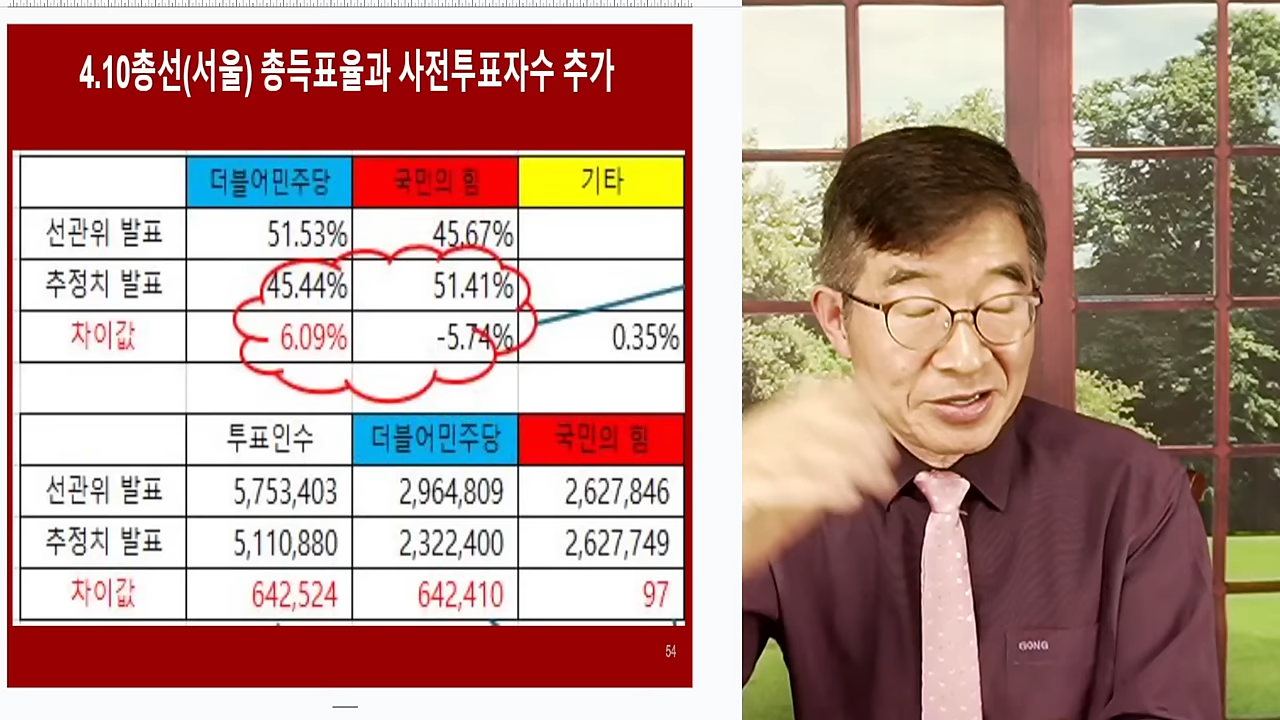 4.10총선(서울) 총득표율과 사전투표자수 추가
더불어민주당 국민의 힘 기타
선관위 발표 51.53% 45.67%
추정치 발표 45.44% 51.41%
차이값 6.09% -5.74% 0.35%
투표인수 더불어민주당 국민의 힘
선관위 발표 5,753,403 2,964,809 2,627,846
추정치 발표 5,110,880 2,322,400 2,627,749
차이값 642,524 642,410 97
54
GONG